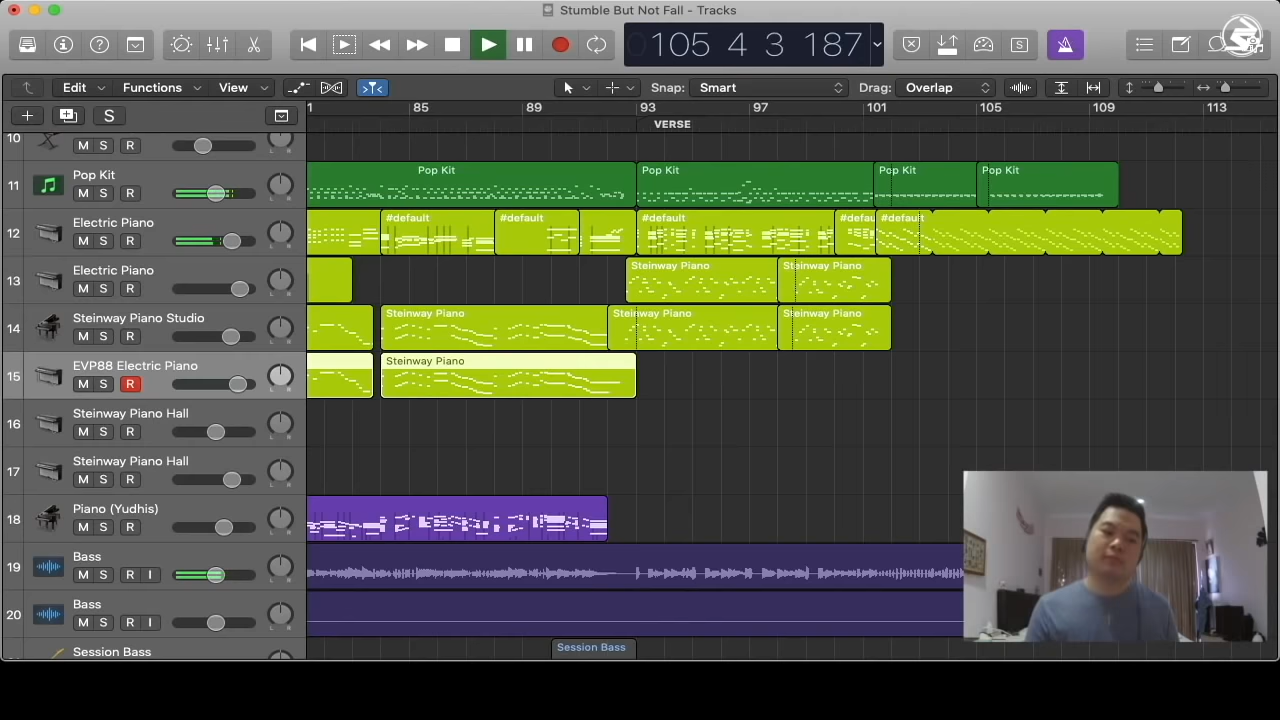 Stumble But Not Fall - Tracks
105 4 3 187
Edit Functions View Snap: Smart Drag: Overlap
85 89 93 97 101 105 109 113
VERSE
10 M S R
11 Pop Kit M S R
Pop Kit Pop Kit Pop Kit Pop Kit
12 Electric Piano M S R
#default #default #default #defau #default
13 Electric Piano M S R
Steinway Piano Steinway Piano
14 Steinway Piano Studio M S R
Steinway Piano Steinway Piano Steinway Piano
15 EVP88 Electric Piano M S R
Steinway Piano
16 Steinway Piano Hall M S R
17 Steinway Piano Hall M S R
18 Piano (Yudhis) M S R
19 Bass M S R I
20 Bass M S R I
Session Bass
Session Bass